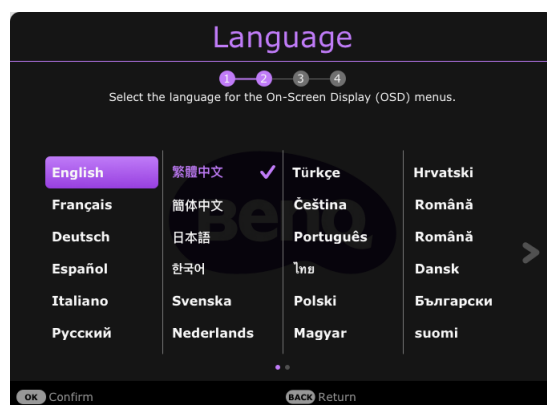 Language
1 2 3 4
Select the language for the On-Screen Display (OSD) menus.
English
Français
Deutsch
Español
Italiano
Русский
繁體中文
簡体中文
日本語
한국어
Svenska
Nederlands
Türkçe
Čeština
Português
ไทย
Polski
Magyar
Hrvatski
Română
Română
Dansk
Български
suomi
BenQ
OK Confirm
BACK Return